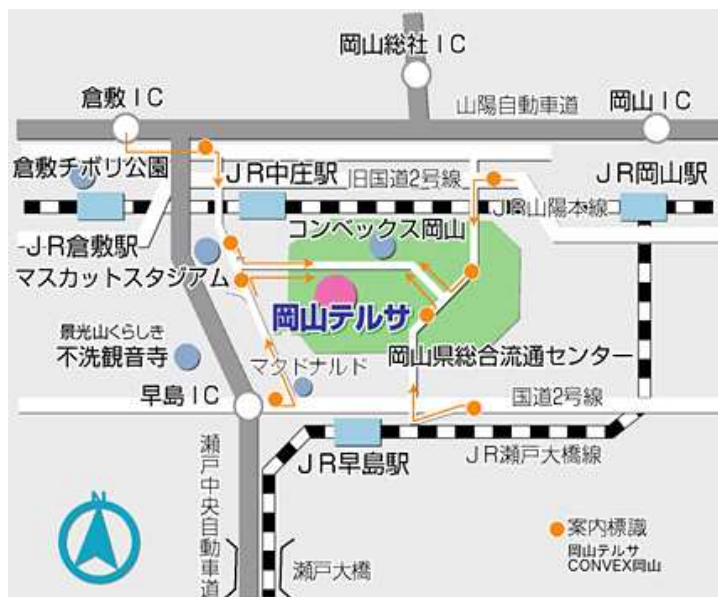 岡山総社IC
倉敷IC
山陽自動車道
岡山IC
倉敷チボリ公園
JR中庄駅
旧国道2号線
JR岡山駅
JR山陽本線
コンベックス岡山
JR倉敷駅
マスカットスタジアム
岡山テルサ
景光山くらしき
不洗観音寺
マクドナルド
岡山県総合流通センター
早島IC
国道2号線
JR早島駅
JR瀬戸大橋線
瀬戸中央自動車道
N
瀬戸大橋
案内標識
岡山テルサ
CONVEX岡山